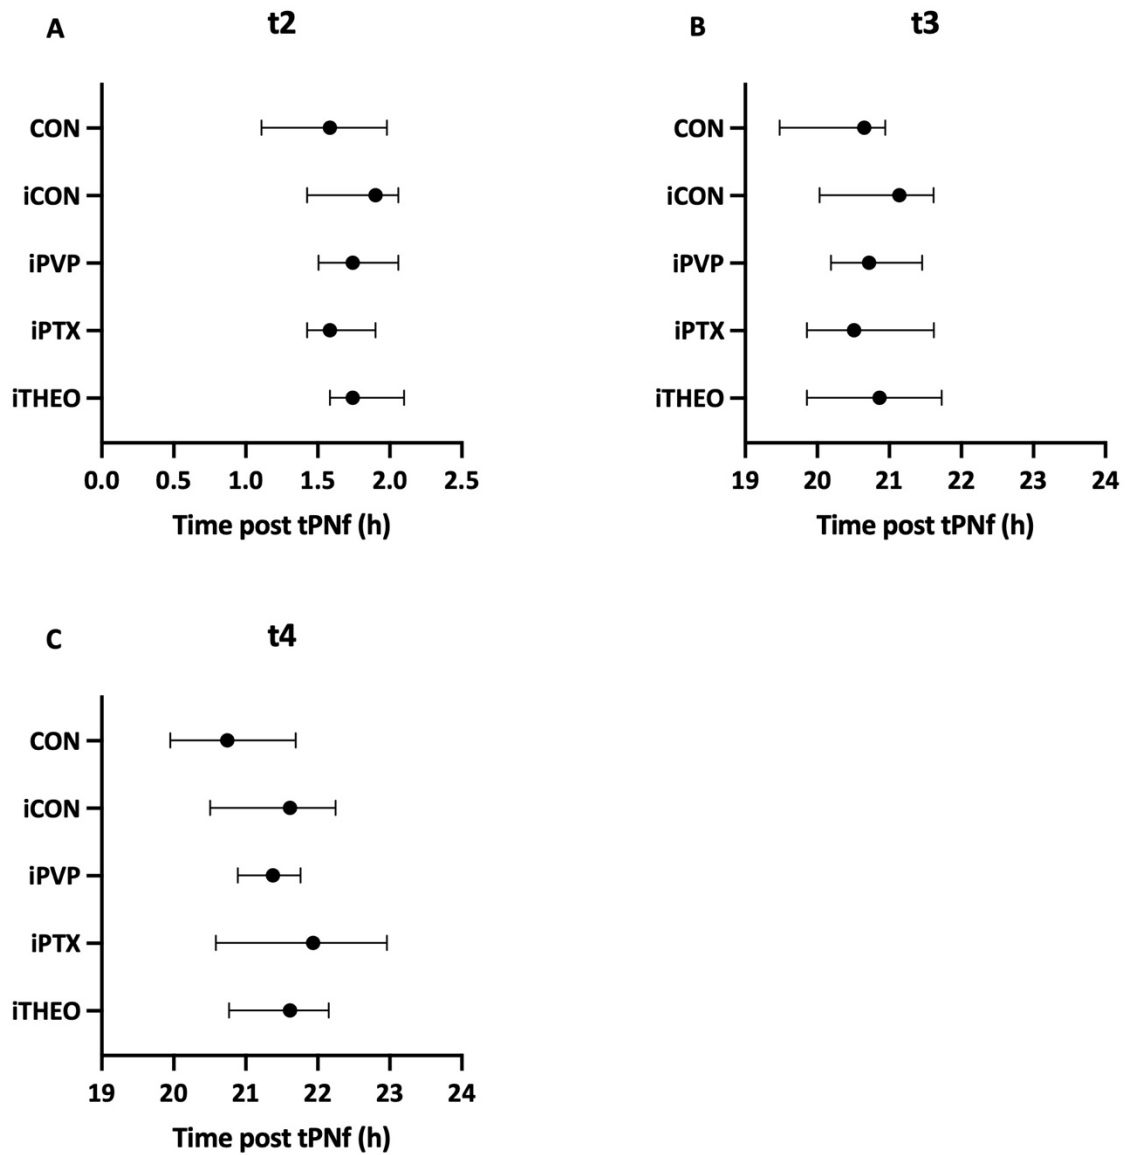 A
t2
CON
iCON
iPVP
iPTX
iTHEO
0.0 0.5 1.0 1.5 2.0 2.5
Time post tPNf (h)
B
t3
CON
iCON
iPVP
iPTX
iTHEO
19 20 21 22 23 24
Time post tPNf (h)
C
t4
CON
iCON
iPVP
iPTX
iTHEO
19 20 21 22 23 24
Time post tPNf (h)